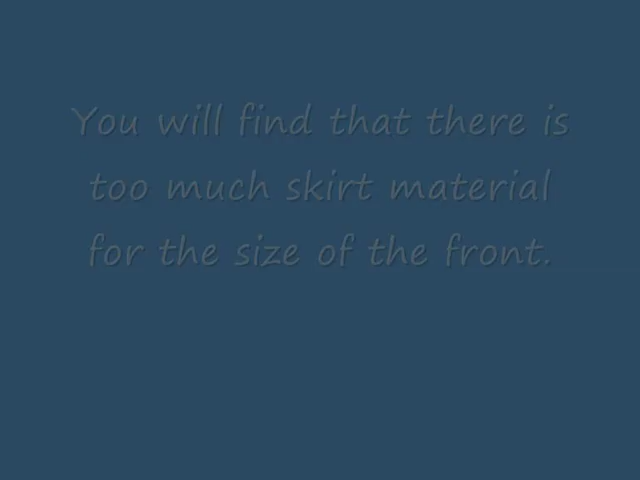 You will find that there is
too much skirt material
for the size of the front.